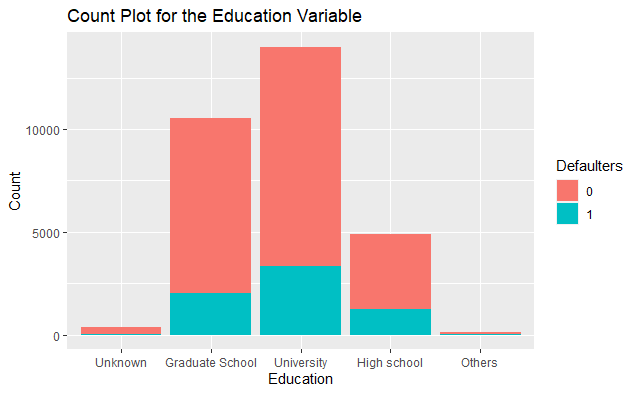 Count Plot for the Education Variable
Count
10000
5000
0
Unknown Graduate School University High school Others
Education
Defaulters
0
1